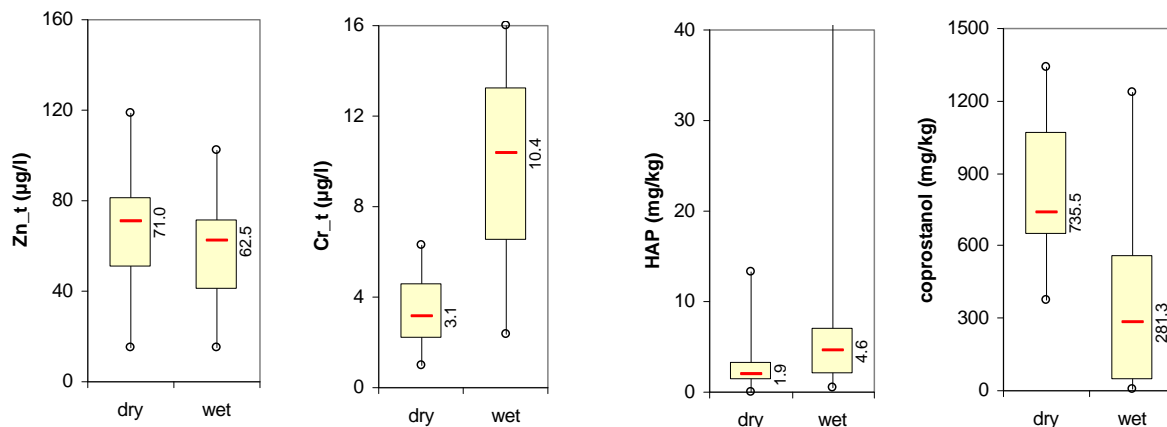 Zn_t (µg/l)
160
120
80
40
0
71.0
62.5
dry
wet
Cr_t (µg/l)
16
12
8
4
0
3.1
10.4
dry
wet
HAP (mg/kg)
40
30
20
10
0
1.9
4.6
dry
wet
coprostanol (mg/kg)
1500
1200
900
600
300
0
735.5
281.3
dry
wet